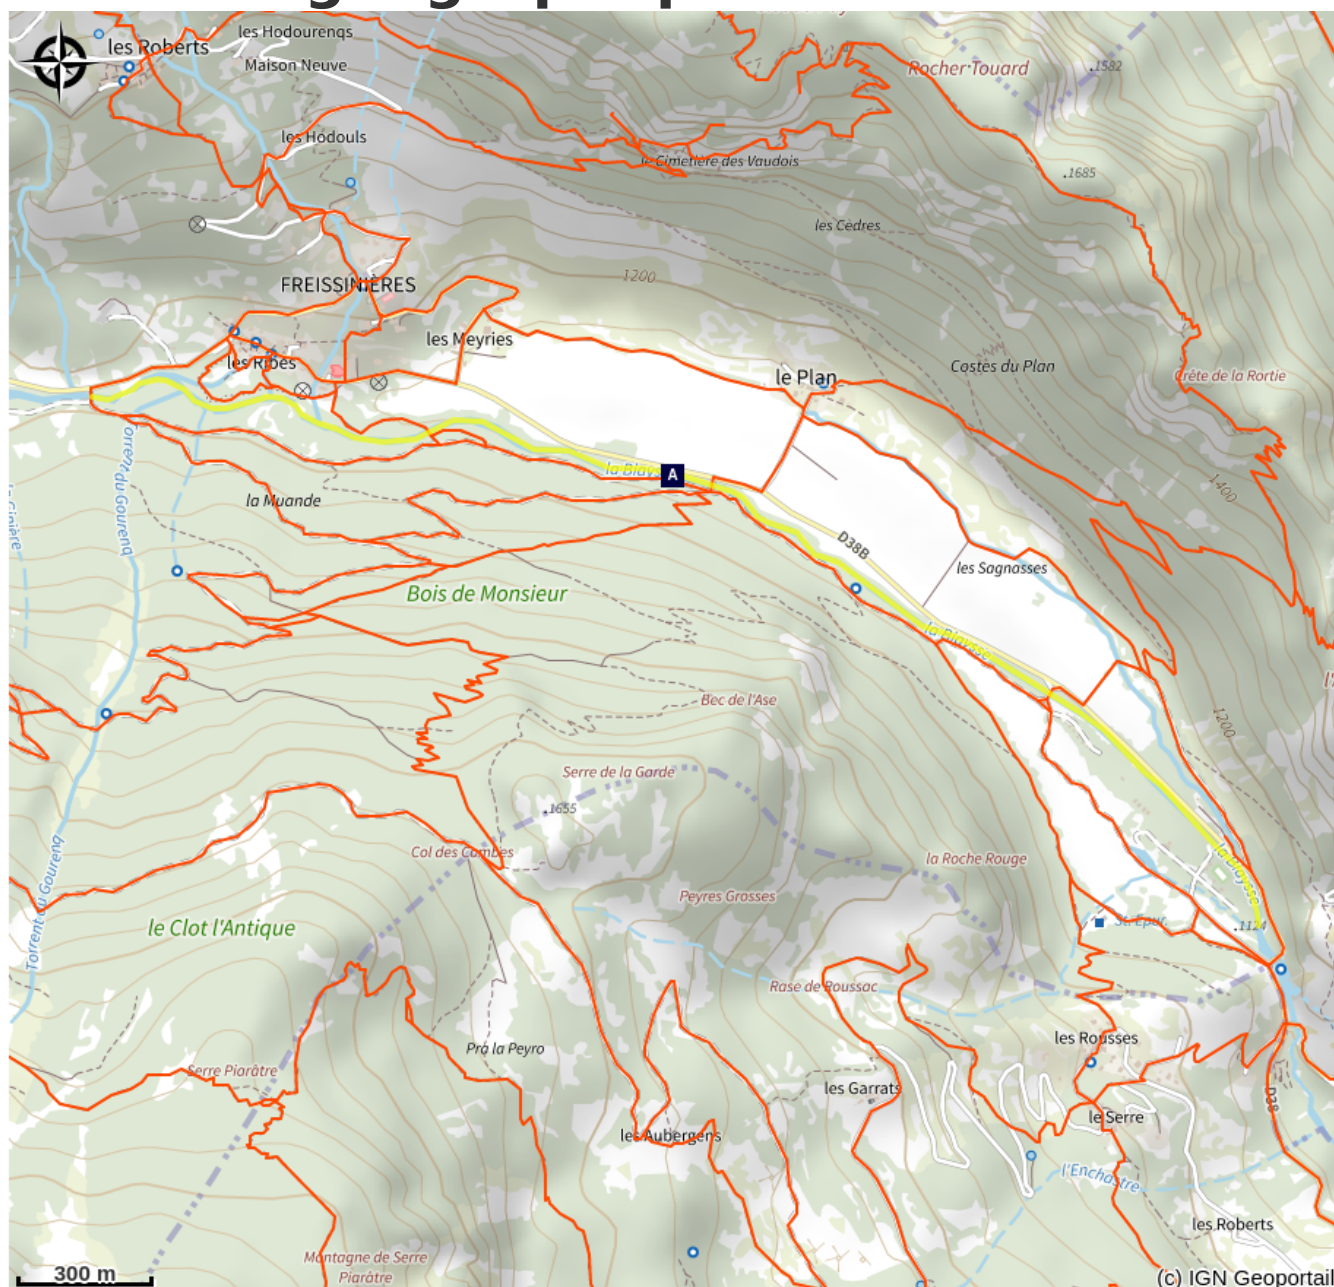 les Roberts
les Hodourenqs
Maison Neuve
Rocher Touard
1582
les Hodouls
le Cimetière des Vaudois
1685
les Cèdres
FREISSINIÈRES
1200
les Meyries
les Ribes
le Plan
Costes du Plan
Crête de la Rortie
A
1400
la Muande
Torrent du Gourenq
D38B
les Sagnasses
Bois de Monsieur
la Biaysse
Bec de l'Ase
1200
Serre de la Garde
1655
Col des Combes
la Roche Rouge
la Biaysse
Peyres Grosses
le Clot l'Antique
Torrent du Gourenq
St. Epur.
1124
Rase de Roussac
les Rousses
Pra la Peyro
Serre Piarâtre
les Garrats
D38
le Serre
les Aubergens
l'Enchastre
les Roberts
Montagne de Serre
Piarâtre
300 m
(c) IGN Geoportail